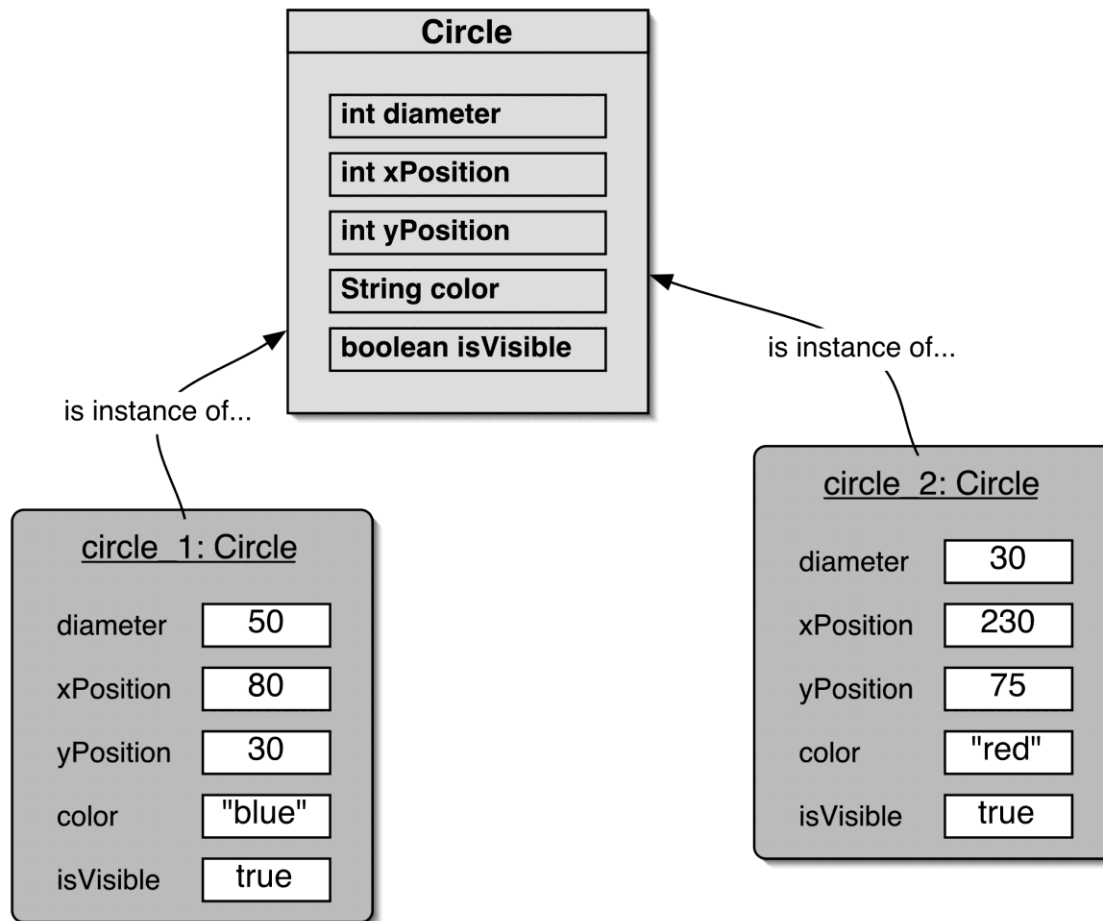 Circle
int diameter
int xPosition
int yPosition
String color
boolean isVisible
is instance of...
is instance of...
circle_1: Circle
diameter 50
xPosition 80
yPosition 30
color "blue"
isVisible true
circle_2: Circle
diameter 30
xPosition 230
yPosition 75
color "red"
isVisible true